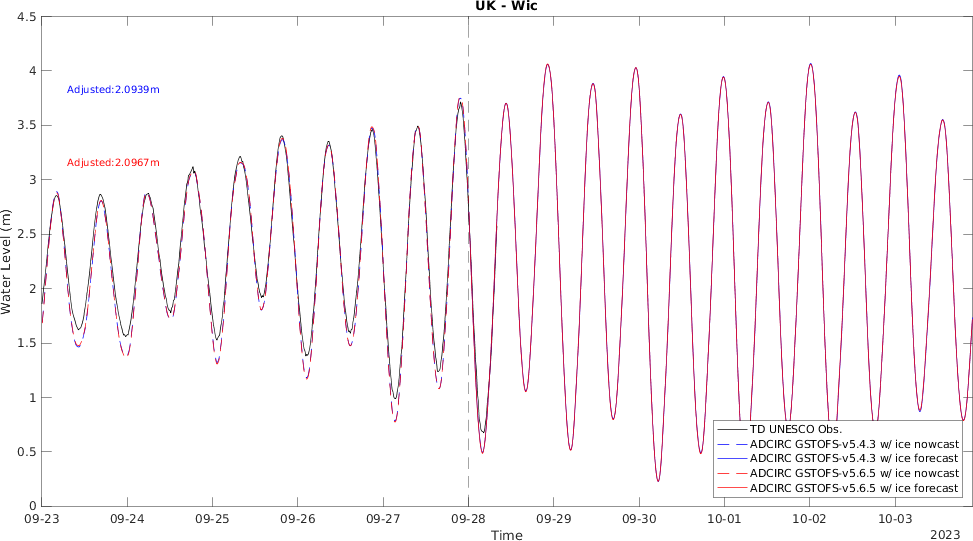 UK - Wic
4.5
4
3.5
3
2.5
2
1.5
1
0.5
0
Water Level (m)
Adjusted:2.0939m
Adjusted:2.0967m
TD UNESCO Obs.
ADCIRC GSTOFS-v5.4.3 w/ ice nowcast
ADCIRC GSTOFS-v5.4.3 w/ ice forecast
ADCIRC GSTOFS-v5.6.5 w/ ice nowcast
ADCIRC GSTOFS-v5.6.5 w/ ice forecast
09-23 09-24 09-25 09-26 09-27 09-28 09-29 09-30 10-01 10-02 10-03
Time
2023